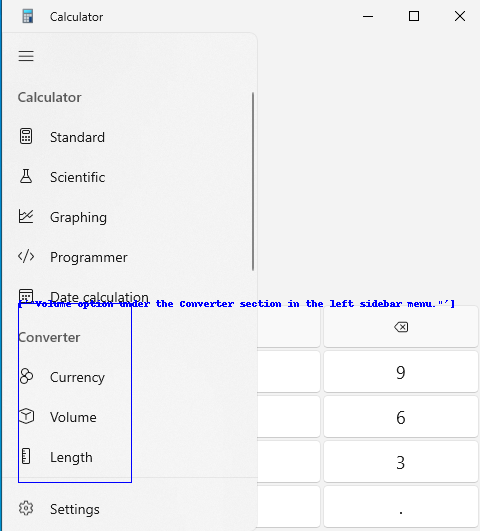 Calculator
Calculator
Standard
Scientific
Graphing
Programmer
Date calculation
['"Volume option under the Converter section in the left sidebar menu."']
Converter
Currency
9
Volume
6
Length
3
Settings
.